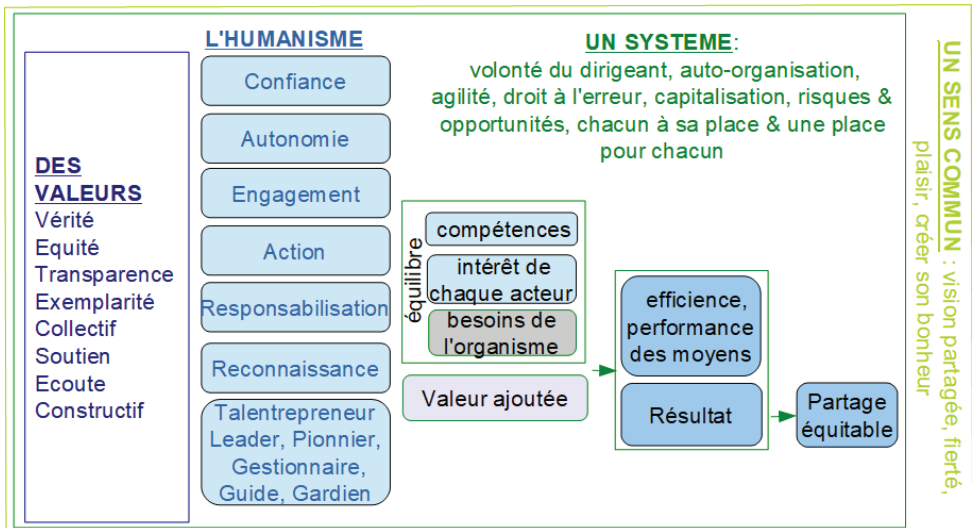 DES
VALEURS
Vérité
Equité
Transparence
Exemplarité
Collectif
Soutien
Ecoute
Constructif
L'HUMANISME
Confiance
Autonomie
Engagement
Action
Responsabilisation
Reconnaissance
Talentrepreneur
Leader, Pionnier,
Gestionnaire,
Guide, Gardien
UN SYSTEME:
volonté du dirigeant, auto-organisation,
agilité, droit à l'erreur, capitalisation, risques &
opportunités, chacun à sa place & une place
pour chacun
équilibre
compétences
intérêt de
chaque acteur
besoins de
l'organisme
Valeur ajoutée
efficience,
performance
des moyens
Résultat
Partage
équitable
UN SENS COMMUN : vision partagée, fierté,
plaisir, créer son bonheur